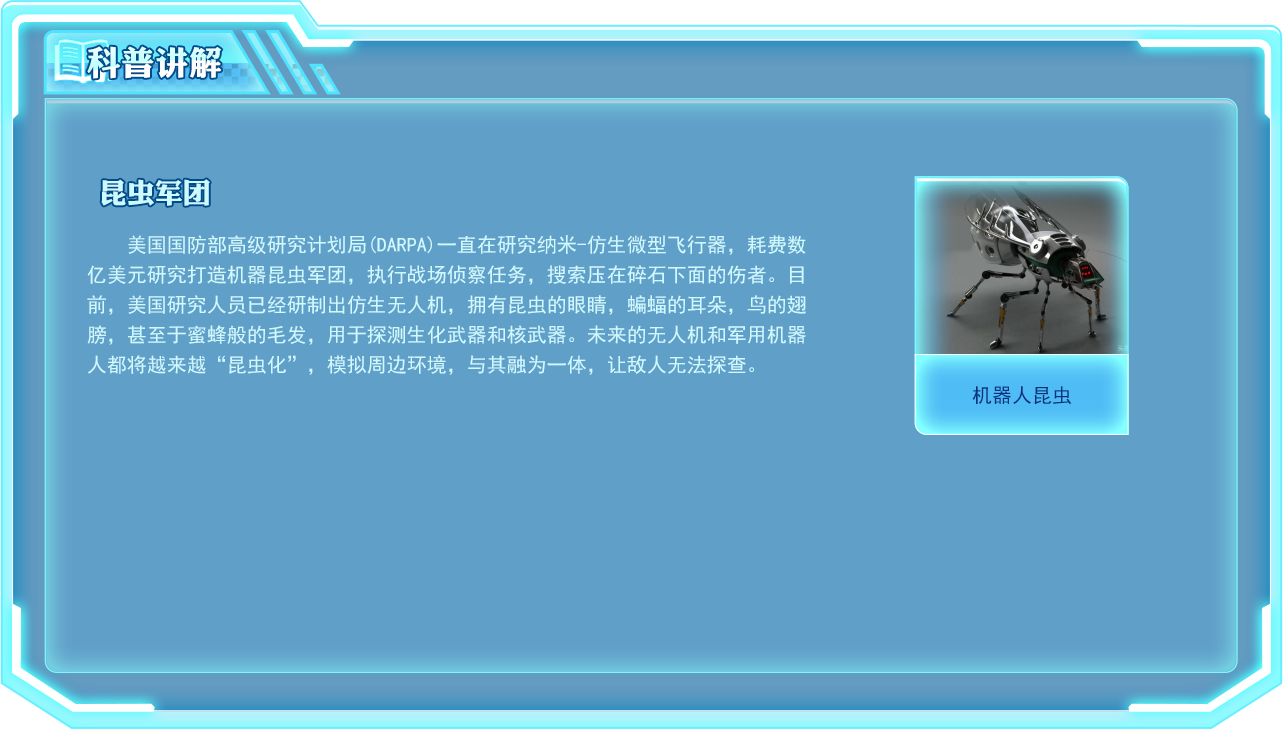 科普讲解
昆虫军团
美国国防部高级研究计划局(DARPA)一直在研究纳米-仿生微型飞行器，耗费数
亿美元研究打造机器昆虫军团，执行战场侦察任务，搜索压在碎石下面的伤者。目
前，美国研究人员已经研制出仿生无人机，拥有昆虫的眼睛，蝙蝠的耳朵，鸟的翅
膀，甚至于蜜蜂般的毛发，用于探测生化武器和核武器。未来的无人机和军用机器
人都将越来越“昆虫化”，模拟周边环境，与其融为一体，让敌人无法探查。
机器人昆虫